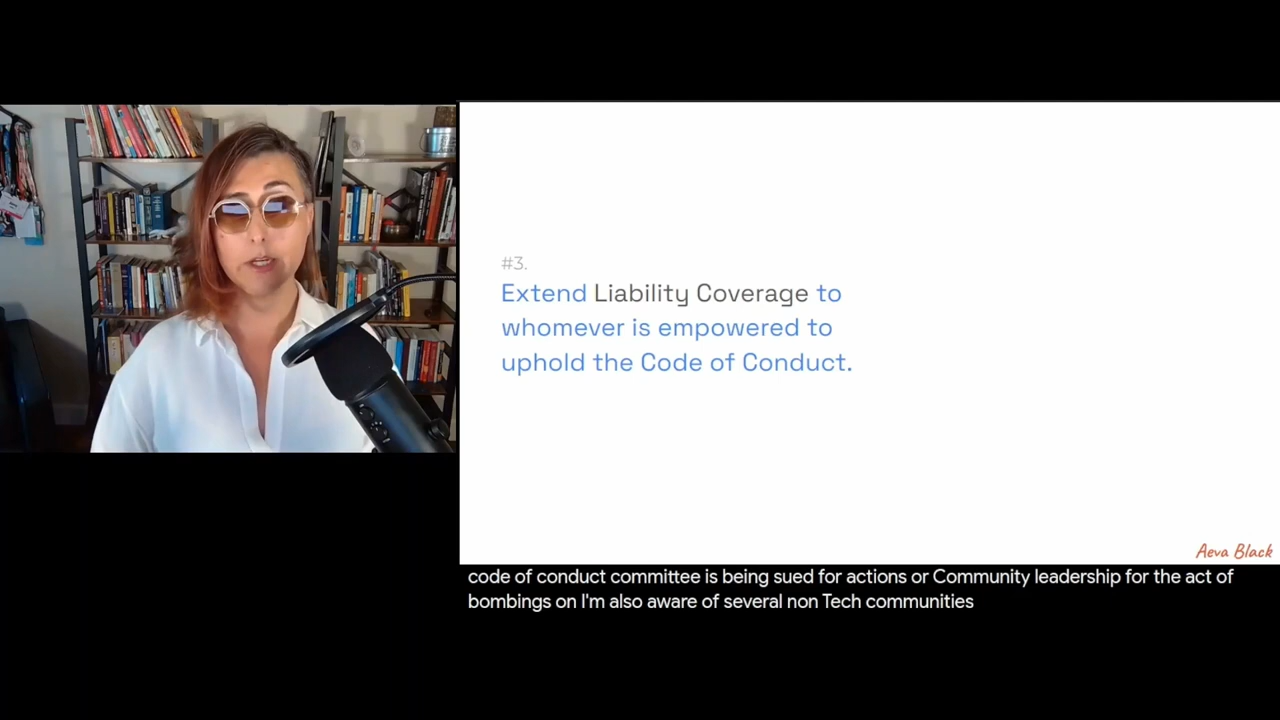 #3.
Extend Liability Coverage to
whomever is empowered to
uphold the Code of Conduct.
Aeva Black
code of conduct committee is being sued for actions or Community leadership for the act of
bombings on I'm also aware of several non Tech communities